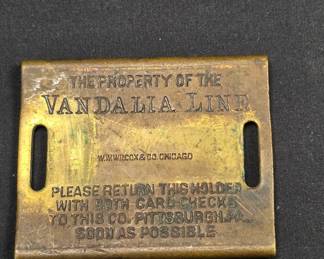 THE PROPERTY OF THE
VANDALIA LINE
W.W. WILCOX & CO. CHICAGO
PLEASE RETURN THIS HOLDER
WITH BOTH CARD CHECKS
TO THIS CO. PITTSBURGH, PA.
SOON AS POSSIBLE